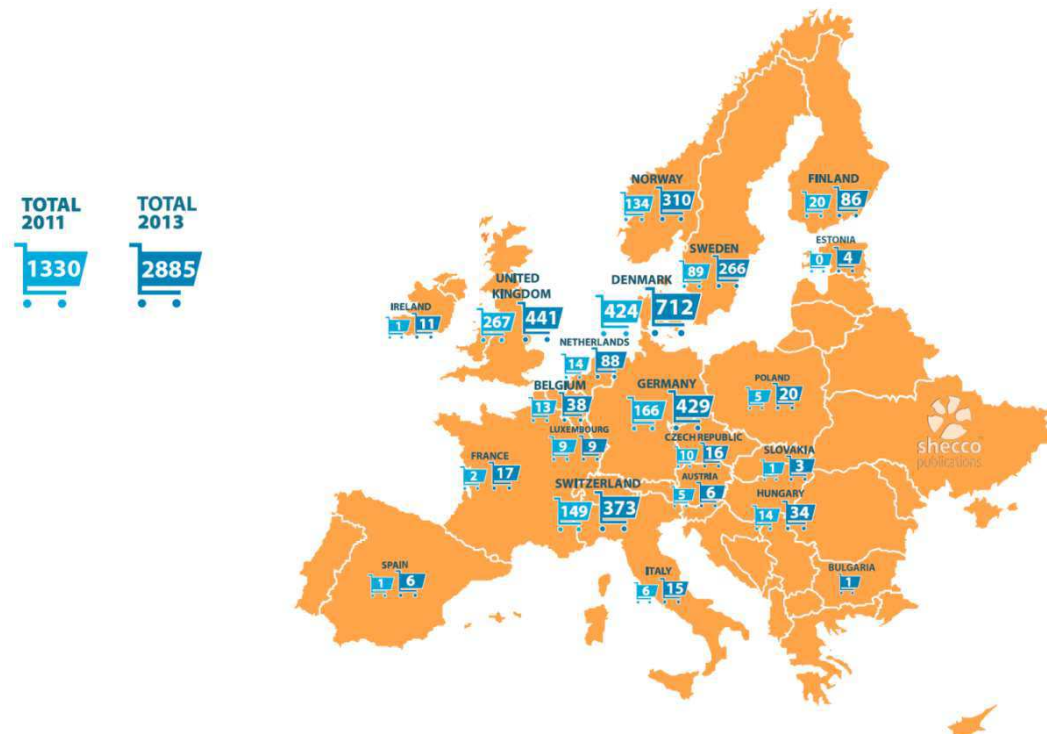 TOTAL
2011
1330
TOTAL
2013
2885
NORWAY
134 310
FINLAND
20 86
ESTONIA
0 4
SWEDEN
89 266
DENMARK
424 712
UNITED
KINGDOM
267 441
IRELAND
1 11
NETHERLANDS
14 88
BELGIUM
13 38
GERMANY
166 429
POLAND
5 20
LUXEMBOURG
9 9
CZECH REPUBLIC
10 16
SLOVAKIA
1 3
FRANCE
2 17
SWITZERLAND
149 373
AUSTRIA
5 6
HUNGARY
14 34
SPAIN
1 6
ITALY
6 15
BULGARIA
1
shecco
publications